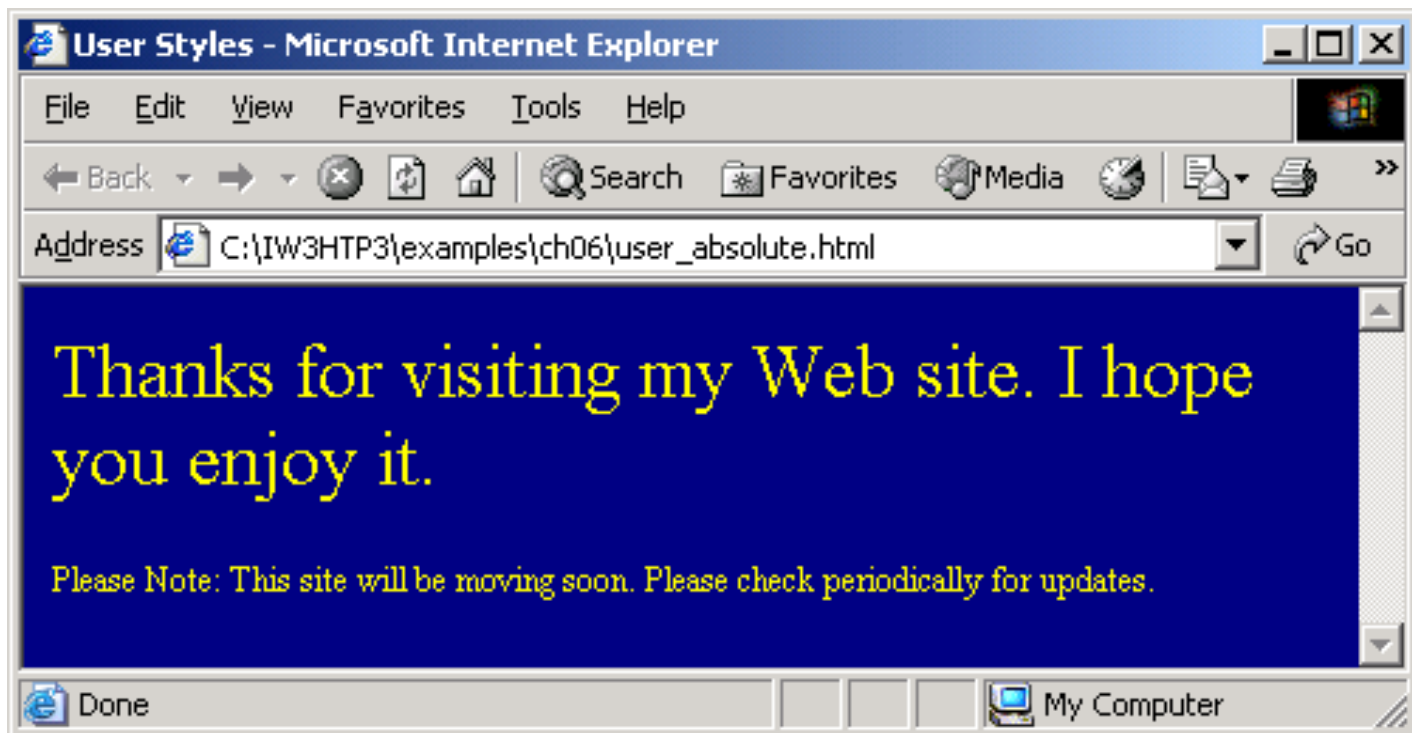 User Styles - Microsoft Internet Explorer
File Edit View Favorites Tools Help
Back Search Favorites Media »
Address C:\IW3HTP3\examples\ch06\user_absolute.html Go
Thanks for visiting my Web site. I hope
you enjoy it.
Please Note: This site will be moving soon. Please check periodically for updates.
Done My Computer